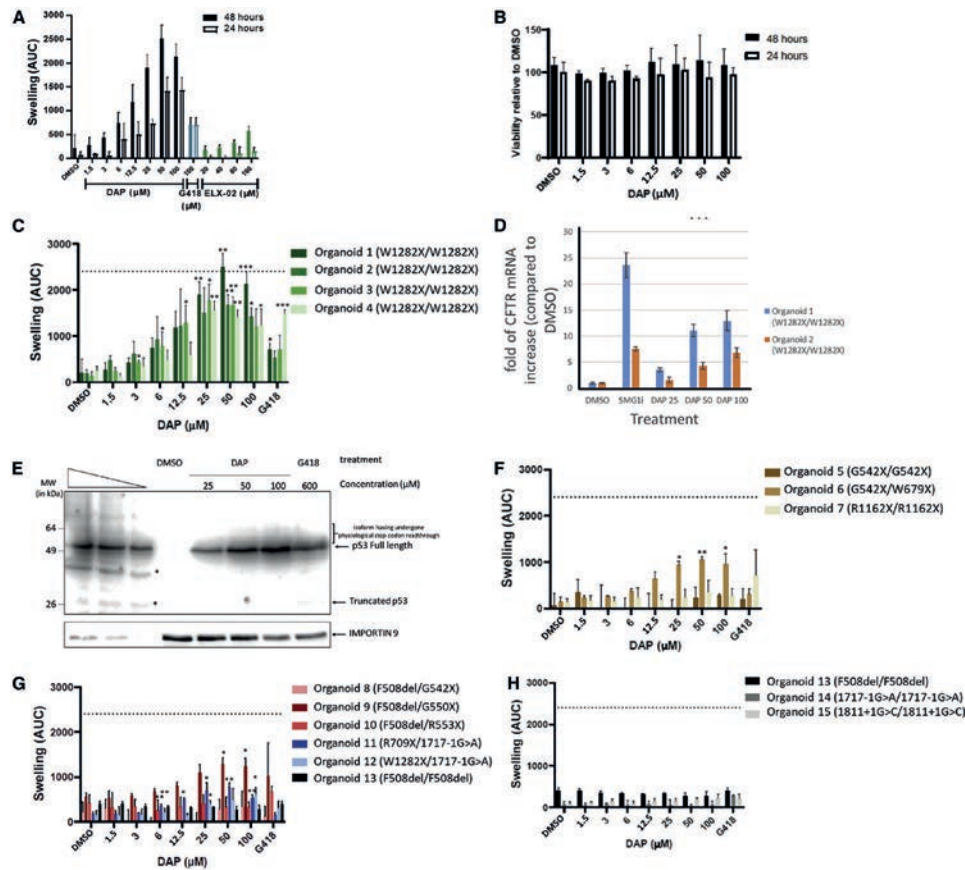 A
48 hours
24 hours
Swelling (AUC)
3000
2500
2000
1500
1000
500
0
DMSO 1.5 3 6 12.5 25 50 100 100 20 40 80 160
DAP (µM) G418 ELX-02 (µM)
(µM)
B
48 hours
24 hours
Viability relative to DMSO
200
150
100
50
0
DMSO 1.5 3 6 12.5 25 50 100
DAP (µM)
C
Organoid 1 (W1282X/W1282X)
Organoid 2 (W1282X/W1282X)
Organoid 3 (W1282X/W1282X)
Organoid 4 (W1282X/W1282X)
Swelling (AUC)
3000
2000
1000
0
DMSO 1.5 3 6 12.5 25 50 100 G418
DAP (µM)
D
fold of CFTR mRNA
increase (compared to
DMSO)
30
25
20
15
10
5
0
DMSO SMG1i DAP 25 DAP 50 DAP 100
Treatment
Organoid 1
(W1282X/W1282X)
Organoid 2
(W1282X/W1282X)
E
DMSO DAP G418 treatment
MW
(in kDa)
25 50 100 600 Concentration (µM)
64
49
26
Isoform having undergone
physiological stop codon readthrough
p53 Full length
Truncated p53
IMPORTIN 9
F
Organoid 5 (G542X/G542X)
Organoid 6 (G542X/W679X)
Organoid 7 (R1162X/R1162X)
Swelling (AUC)
3000
2000
1000
0
DMSO 1.5 3 6 12.5 25 50 100 G418
DAP (µM)
G
Organoid 8 (F508del/G542X)
Organoid 9 (F508del/G550X)
Organoid 10 (F508del/R553X)
Organoid 11 (R709X/1717-1G>A)
Organoid 12 (W1282X/1717-1G>A)
Organoid 13 (F508del/F508del)
Swelling (AUC)
3000
2000
1000
0
DMSO 1.5 3 6 12.5 25 50 100 G418
DAP (µM)
H
Organoid 13 (F508del/F508del)
Organoid 14 (1717-1G>A/1717-1G>A)
Organoid 15 (1811+1G>C/1811+1G>C)
Swelling (AUC)
3000
2000
1000
0
DMSO 1.5 3 6 12.5 25 50 100 G418
DAP (µM)